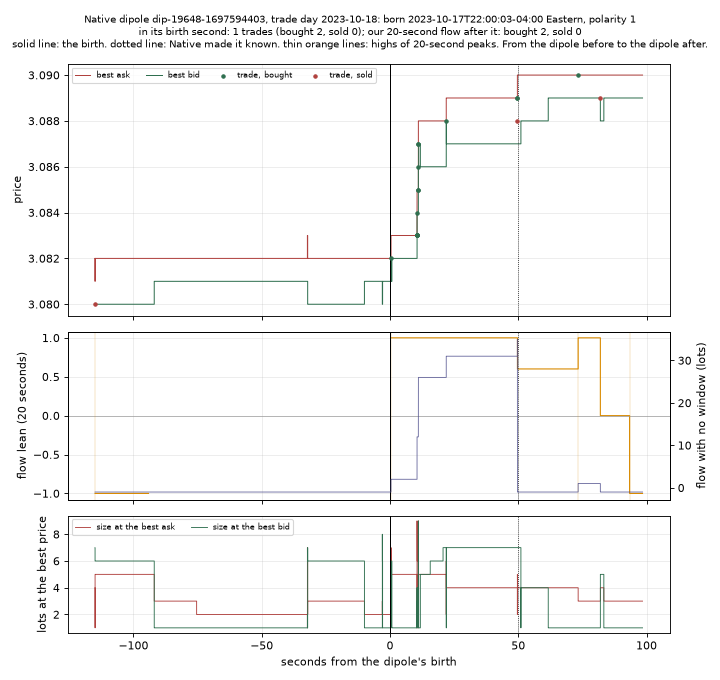 Native dipole dip-19648-1697594403, trade day 2023-10-18: born 2023-10-17T22:00:03-04:00 Eastern, polarity 1
in its birth second: 1 trades (bought 2, sold 0); our 20-second flow after it: bought 2, sold 0
solid line: the birth. dotted line: Native made it known. thin orange lines: highs of 20-second peaks. From the dipole before to the dipole after.
best ask
best bid
trade, bought
trade, sold
3.090
3.088
3.086
3.084
3.082
3.080
price
1.0
0.5
0.0
−0.5
−1.0
flow lean (20 seconds)
30
20
10
0
flow with no window (lots)
size at the best ask
size at the best bid
8
6
4
2
lots at the best price
−100
−50
0
50
100
seconds from the dipole's birth